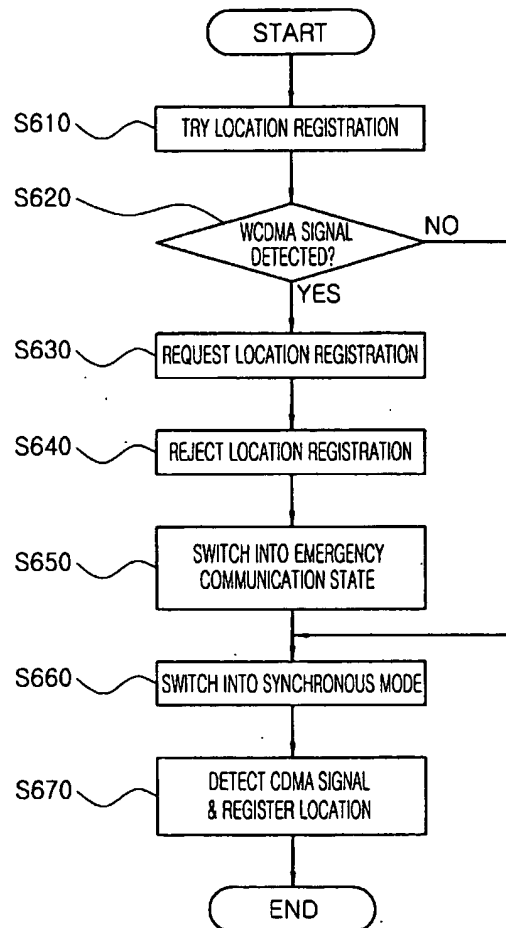 START
S610
TRY LOCATION REGISTRATION
S620
WCDMA SIGNAL
DETECTED?
NO
YES
S630
REQUEST LOCATION REGISTRATION
S640
REJECT LOCATION REGISTRATION
S650
SWITCH INTO EMERGENCY
COMMUNICATION STATE
S660
SWITCH INTO SYNCHRONOUS MODE
S670
DETECT CDMA SIGNAL
& REGISTER LOCATION
END